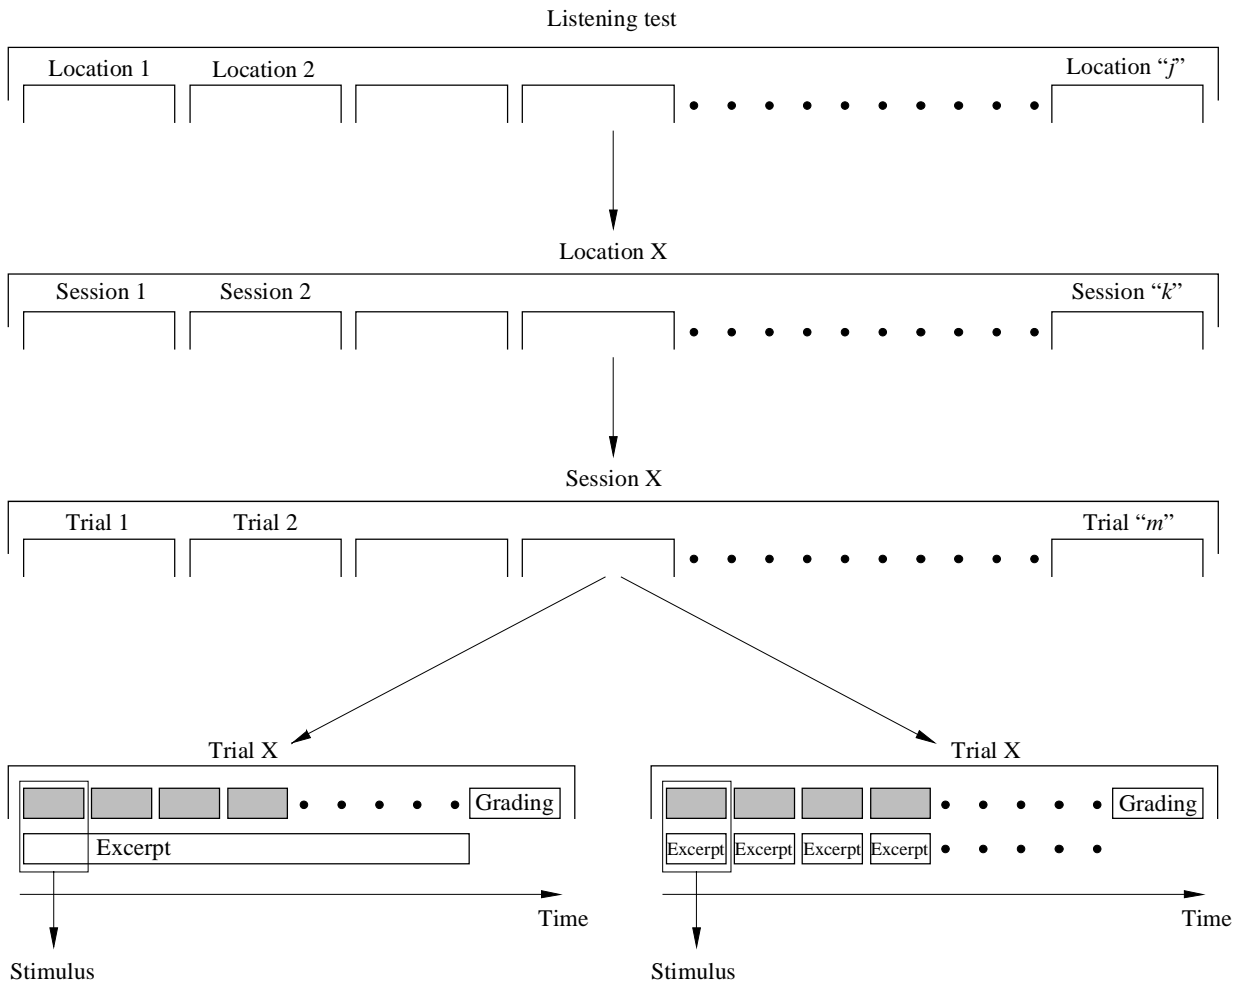 Listening test
Location 1 Location 2 Location “j”
Location X
Session 1 Session 2 Session “k”
Session X
Trial 1 Trial 2 Trial “m”
Trial X Trial X
Grading Grading
Excerpt Excerpt Excerpt Excerpt Excerpt
Time Time
Stimulus Stimulus